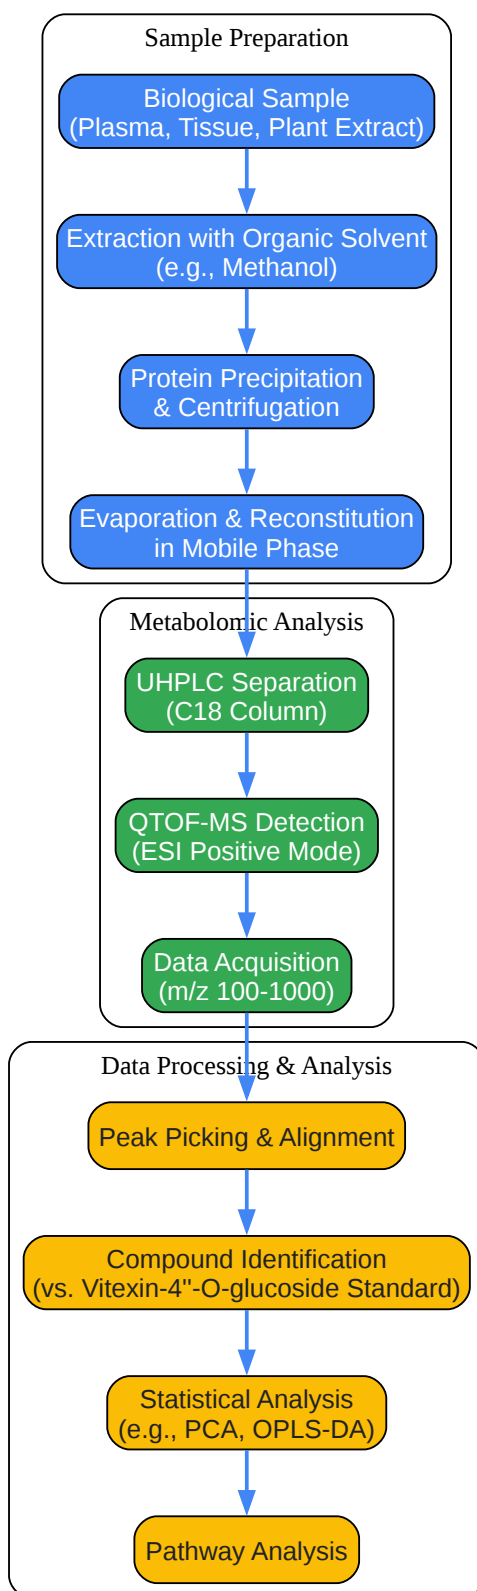 Sample Preparation
Biological Sample
(Plasma, Tissue, Plant Extract)
Extraction with Organic Solvent
(e.g., Methanol)
Protein Precipitation
& Centrifugation
Evaporation & Reconstitution
in Mobile Phase
Metabolomic Analysis
UHPLC Separation
(C18 Column)
QTOF-MS Detection
(ESI Positive Mode)
Data Acquisition
(m/z 100-1000)
Data Processing & Analysis
Peak Picking & Alignment
Compound Identification
(vs. Vitexin-4"-O-glucoside Standard)
Statistical Analysis
(e.g., PCA, OPLS-DA)
Pathway Analysis